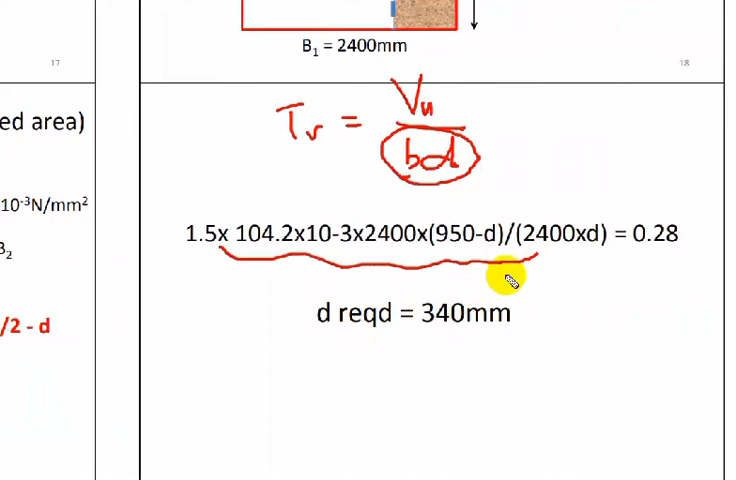 B₁ = 2400mm
17
18
ed area)
Tv = Vu
bd
10⁻³N/mm²
1.5x 104.2x10-3x2400x(950-d)/(2400xd) = 0.28
B₂
/2 - d
d reqd = 340mm